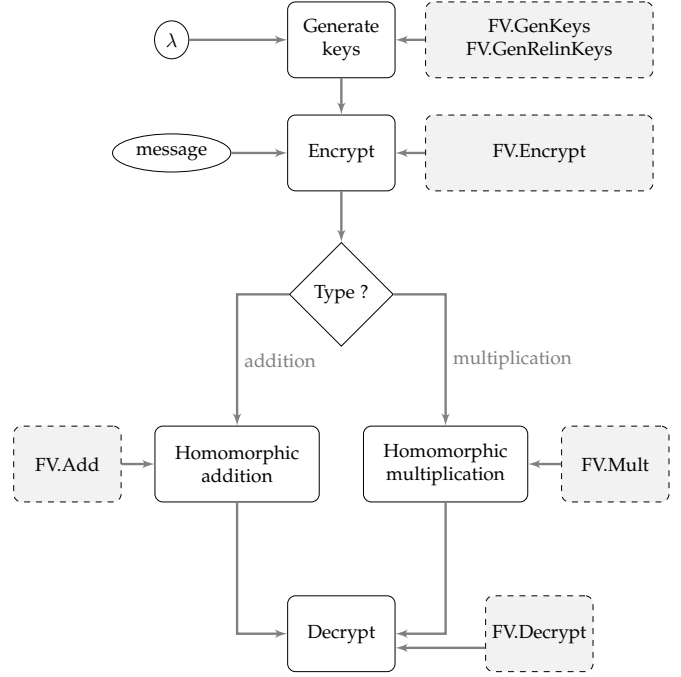 λ
Generate
keys
FV.GenKeys
FV.GenRelinKeys
message
Encrypt
FV.Encrypt
Type ?
addition
multiplication
FV.Add
Homomorphic
addition
Homomorphic
multiplication
FV.Mult
Decrypt
FV.Decrypt